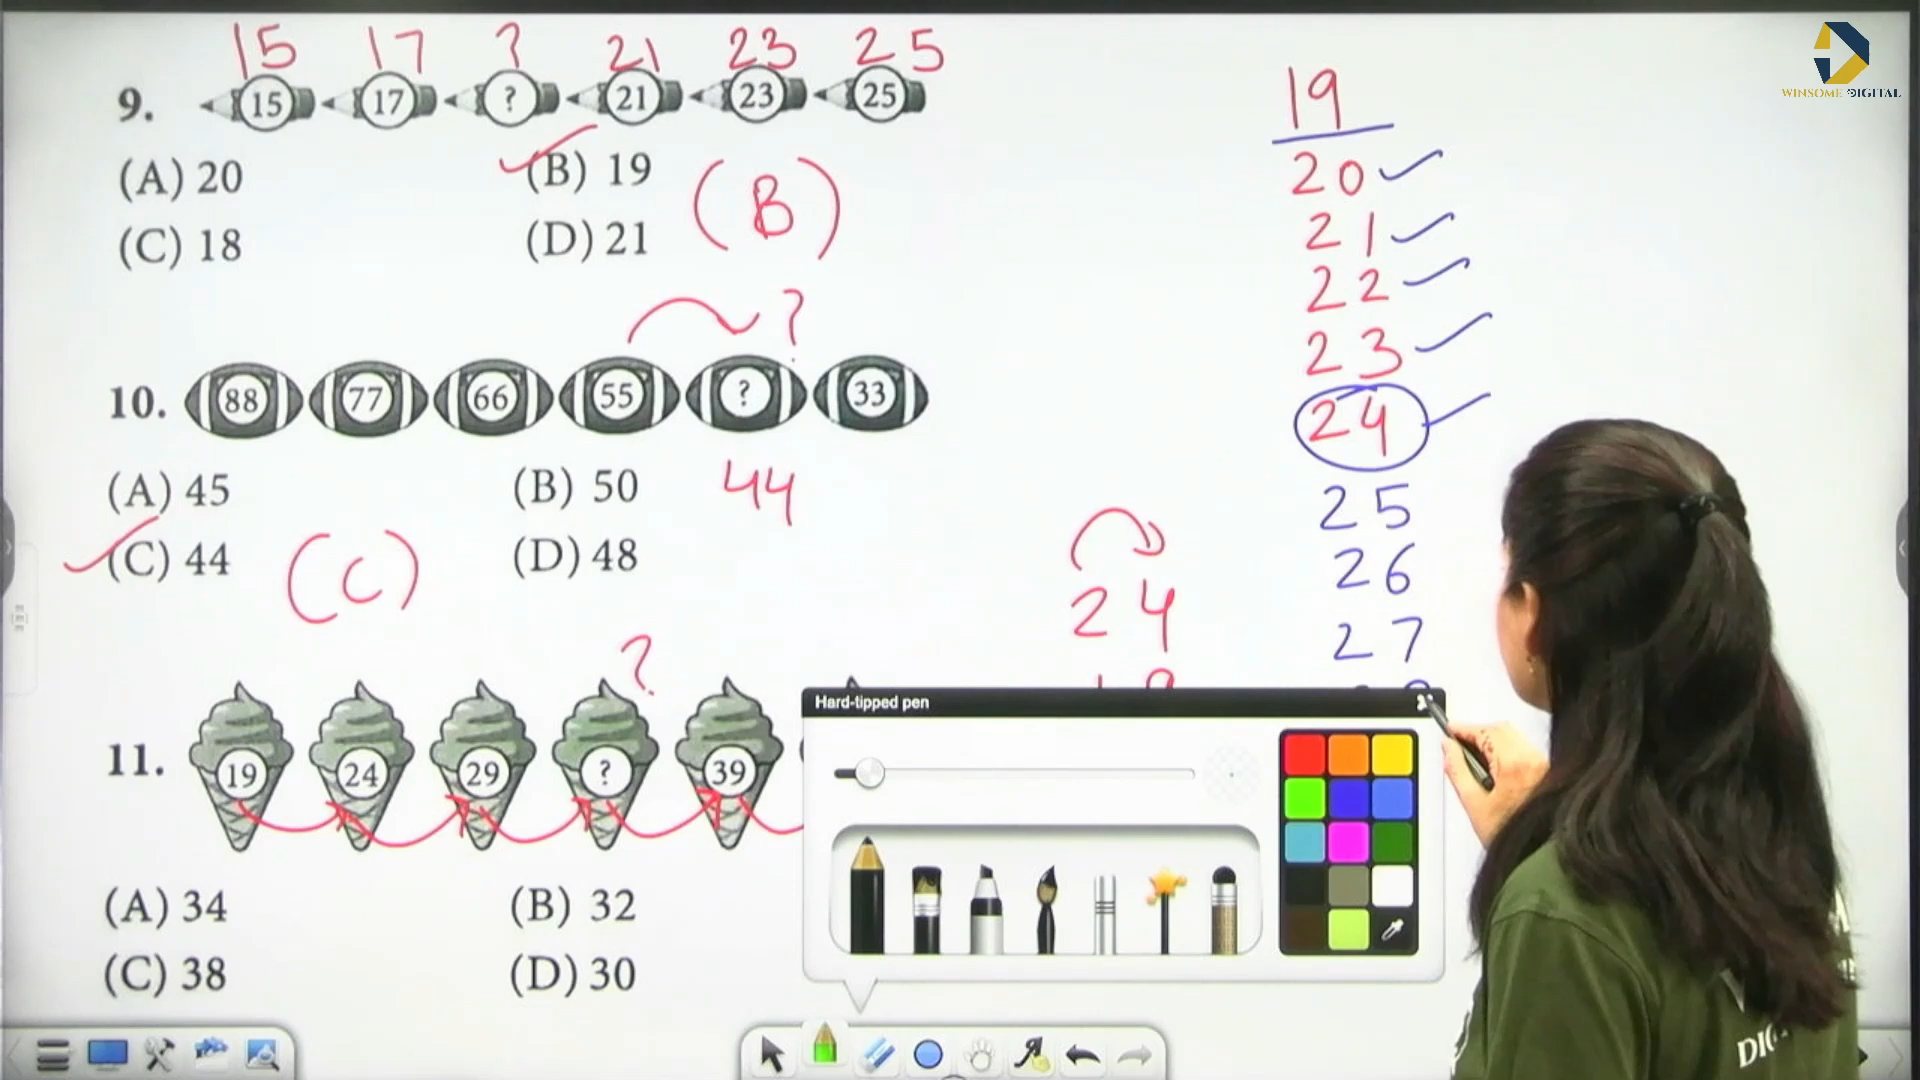 15 17 ? 21 23 25
9. 15 17 ? 21 23 25
(A) 20 (B) 19
(C) 18 (D) 21
(B)
?
10. 88 77 66 55 ? 33
(A) 45 (B) 50
44
(C) 44 (D) 48
(C)
?
11. 19 24 29 ? 39
(A) 34 (B) 32
(C) 38 (D) 30
24
19
20
21
22
23
24
25
26
27
Hard-tipped pen
WINSOME DIGITAL